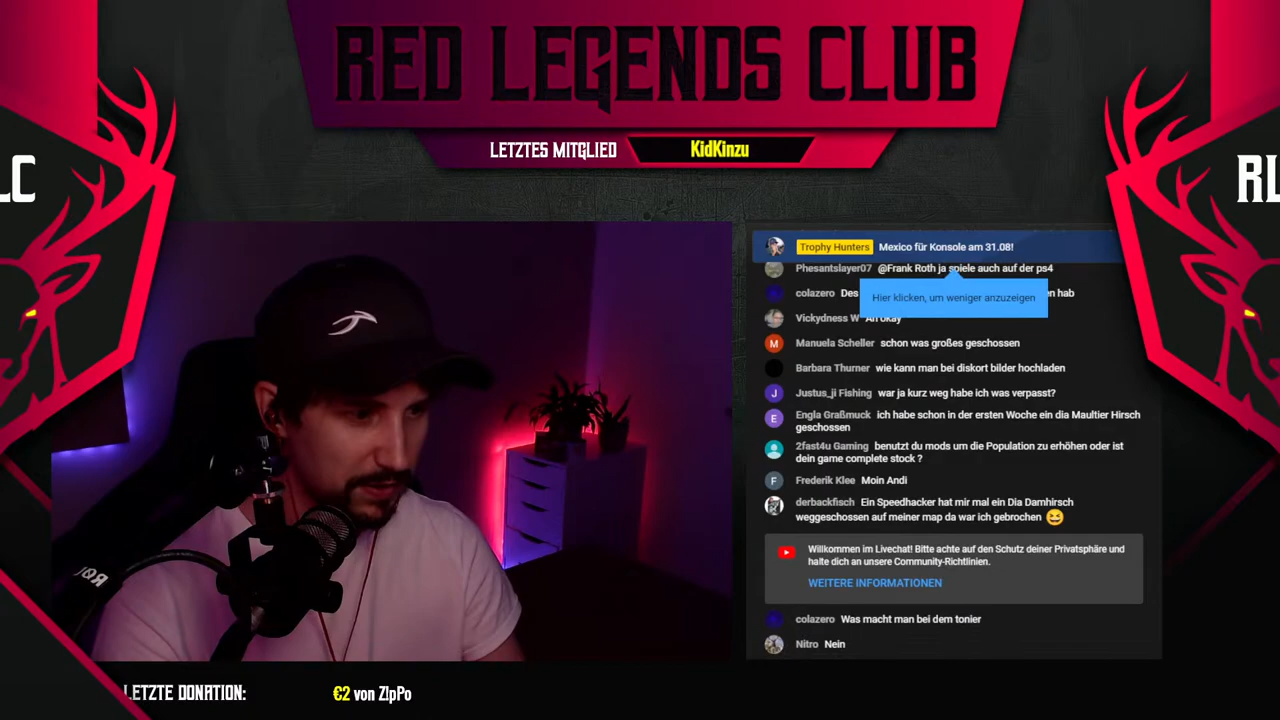 RED LEGENDS CLUB
LETZTES MITGLIED KidKinzu
LC
RL
Trophy Hunters Mexico für Konsole am 31.08!
Phesantslayer07 @Frank Roth ja spiele auch auf der ps4
colazero Des en hab
Hier klicken, um weniger anzuzeigen
Vickydness W Ah okay
Manuela Scheller schon was großes geschossen
Barbara Thurner wie kann man bei diskort bilder hochladen
Justus_ji Fishing war ja kurz weg habe ich was verpasst?
Engla Graßmuck ich habe schon in der ersten Woche ein dia Maultier Hirsch
geschossen
2fast4u Gaming benutzt du mods um die Population zu erhöhen oder ist
dein game complete stock ?
Frederik Klee Moin Andi
derbackfisch Ein Speedhacker hat mir mal ein Dia Damhirsch
weggeschossen auf meiner map da war ich gebrochen 😆
Willkommen im Livechat! Bitte achte auf den Schutz deiner Privatsphäre und
halte dich an unsere Community-Richtlinien.
WEITERE INFORMATIONEN
colazero Was macht man bei dem tonier
Nitro Nein
LETZTE DONATION: €2 von Z!pPo